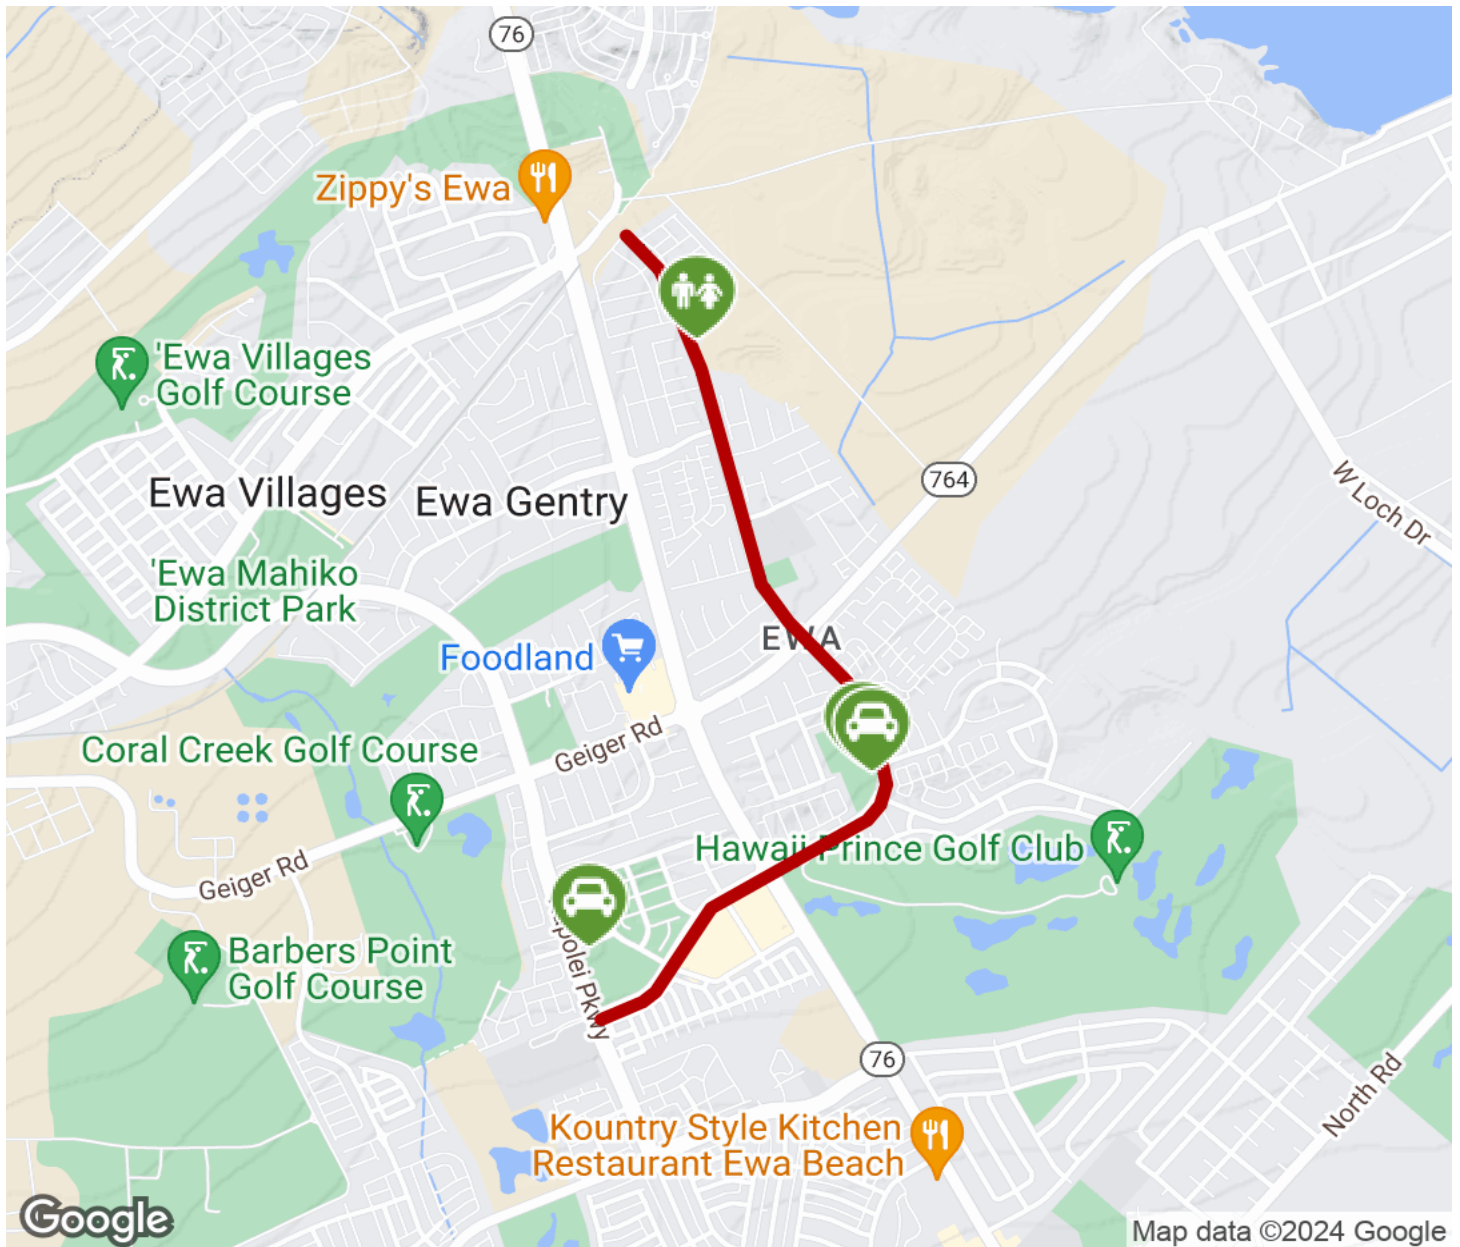 76
Zippy's Ewa
'Ewa Villages
Golf Course
764
Ewa Villages
Ewa Gentry
W Loch Dr
'Ewa Mahiko
District Park
EWA
Foodland
Geiger Rd
Coral Creek Golf Course
Hawaii Prince Golf Club
Geiger Rd
polei Pkwy
Barbers Point
Golf Course
76
North Rd
Kountry Style Kitchen
Restaurant Ewa Beach
Google
Map data ©2024 Google